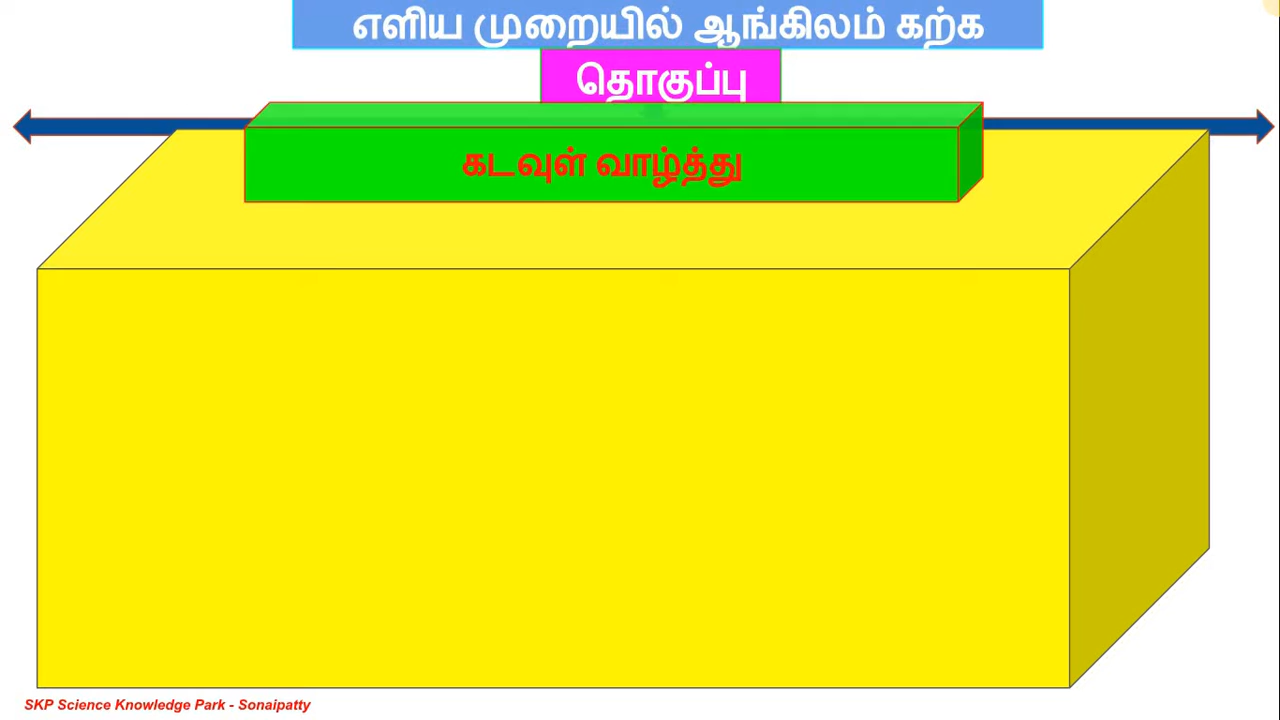 எளிய முறையில் ஆங்கிலம் கற்க
தொகுப்பு
கடவுள் வாழ்த்து
SKP Science Knowledge Park - Sonaipatty